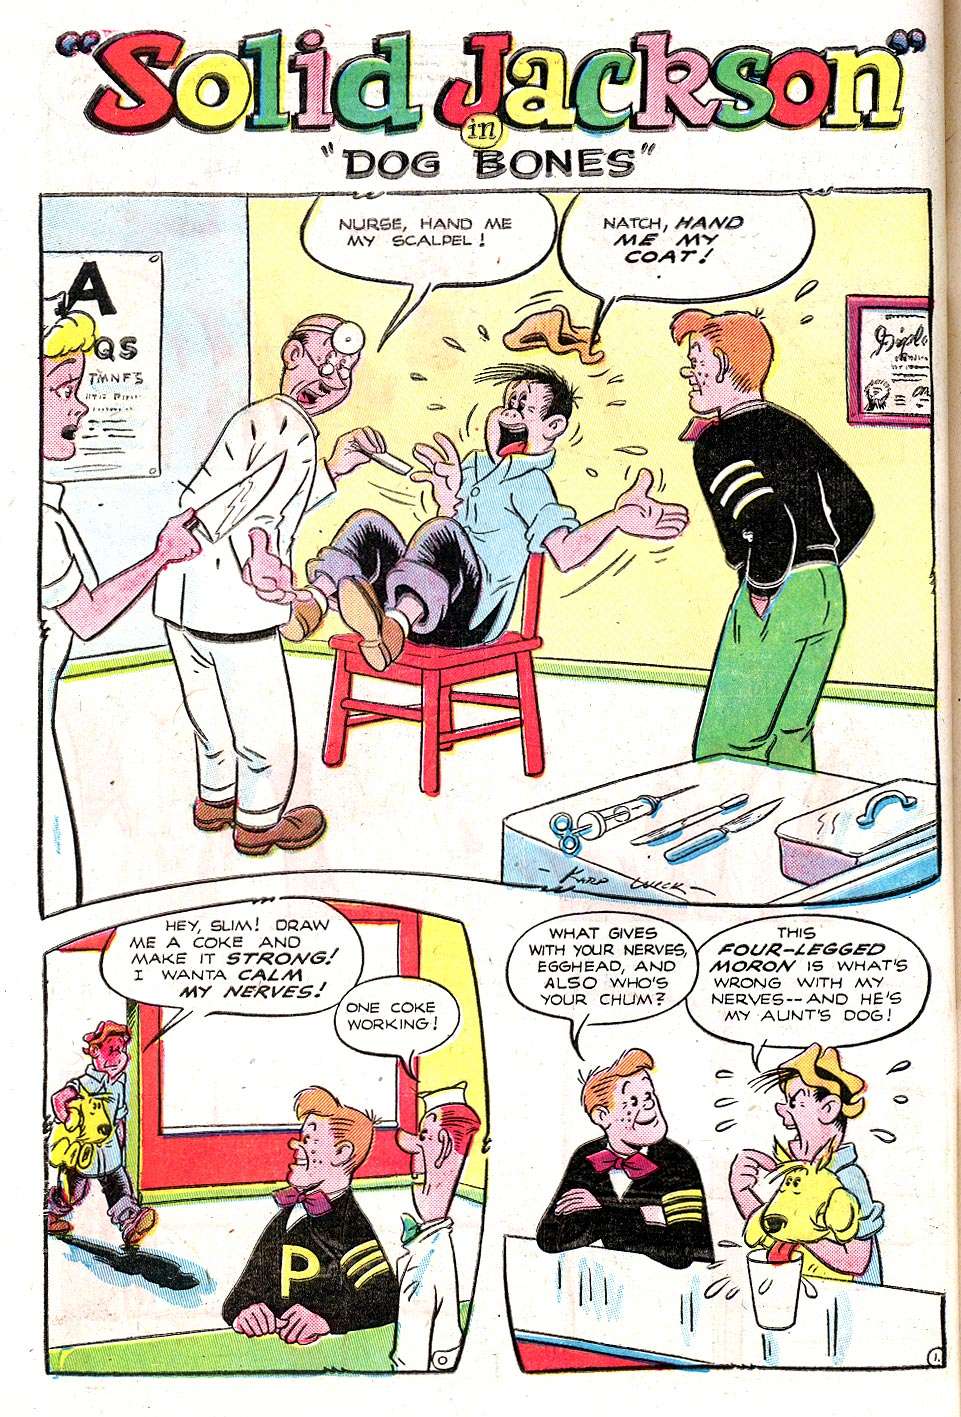 "Solid Jackson"
in
"DOG BONES"
NURSE, HAND ME
MY SCALPEL!
NATCH, HAND
ME MY
COAT!
A
QS
TMNF'S
- KARP
HEY, SLIM! DRAW
ME A COKE AND
MAKE IT STRONG!
I WANTA CALM
MY NERVES!
ONE COKE
WORKING!
P
WHAT GIVES
WITH YOUR NERVES,
EGGHEAD, AND
ALSO WHO'S
YOUR CHUM?
THIS
FOUR-LEGGED
MORON IS WHAT'S
WRONG WITH MY
NERVES--AND HE'S
MY AUNT'S DOG!
1.